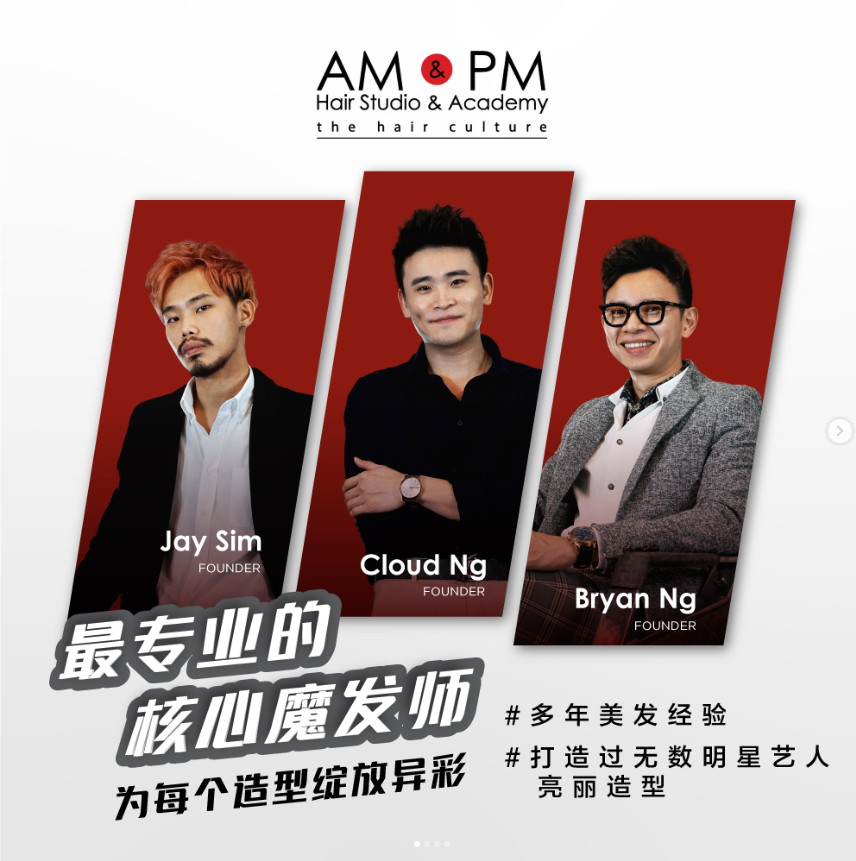 AM & PM
Hair Studio & Academy
the hair culture
Jay Sim
FOUNDER
Cloud Ng
FOUNDER
Bryan Ng
FOUNDER
最专业的
核心魔发师
为每个造型绽放异彩
#多年美发经验
#打造过无数明星艺人
亮丽造型